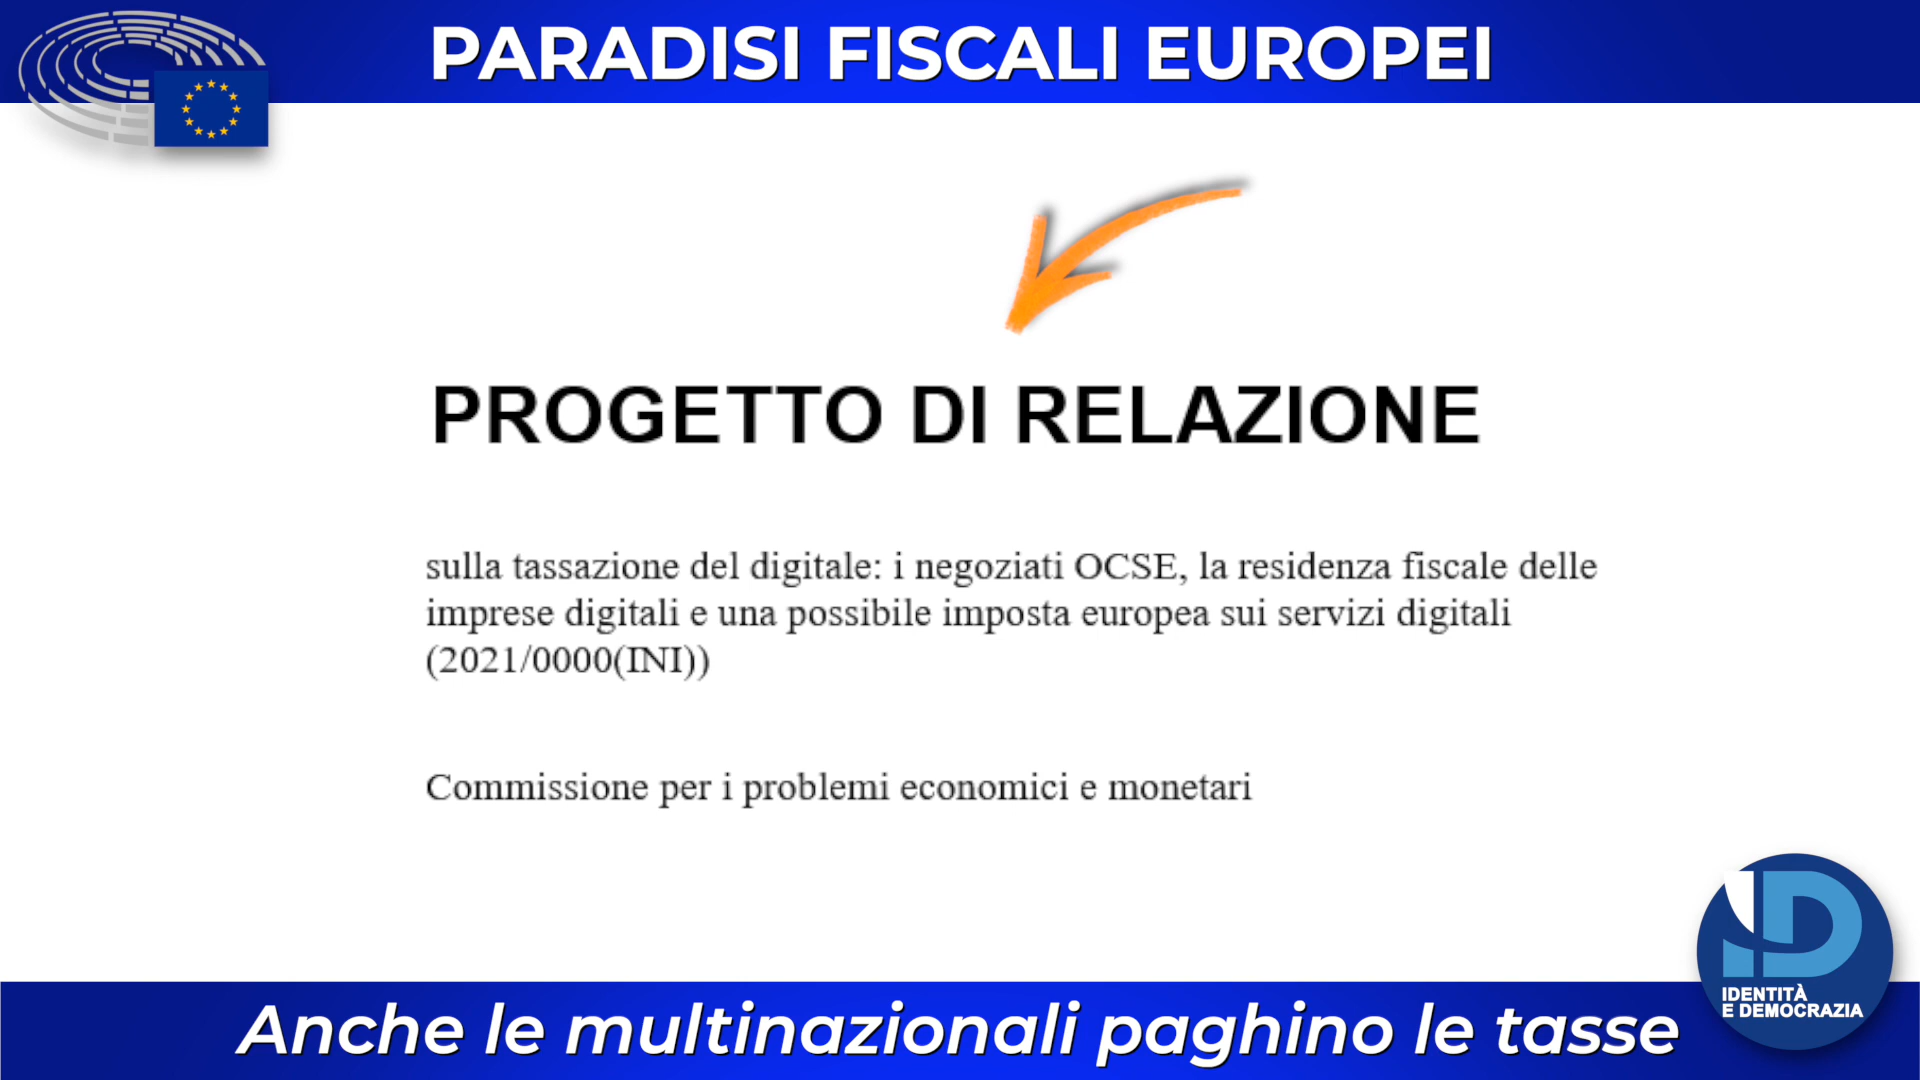 PARADISI FISCALI EUROPEI
PROGETTO DI RELAZIONE
sulla tassazione del digitale: i negoziati OCSE, la residenza fiscale delle
imprese digitali e una possibile imposta europea sui servizi digitali
(2021/0000(INI))
Commissione per i problemi economici e monetari
ID
IDENTITÀ
E DEMOCRAZIA
Anche le multinazionali paghino le tasse